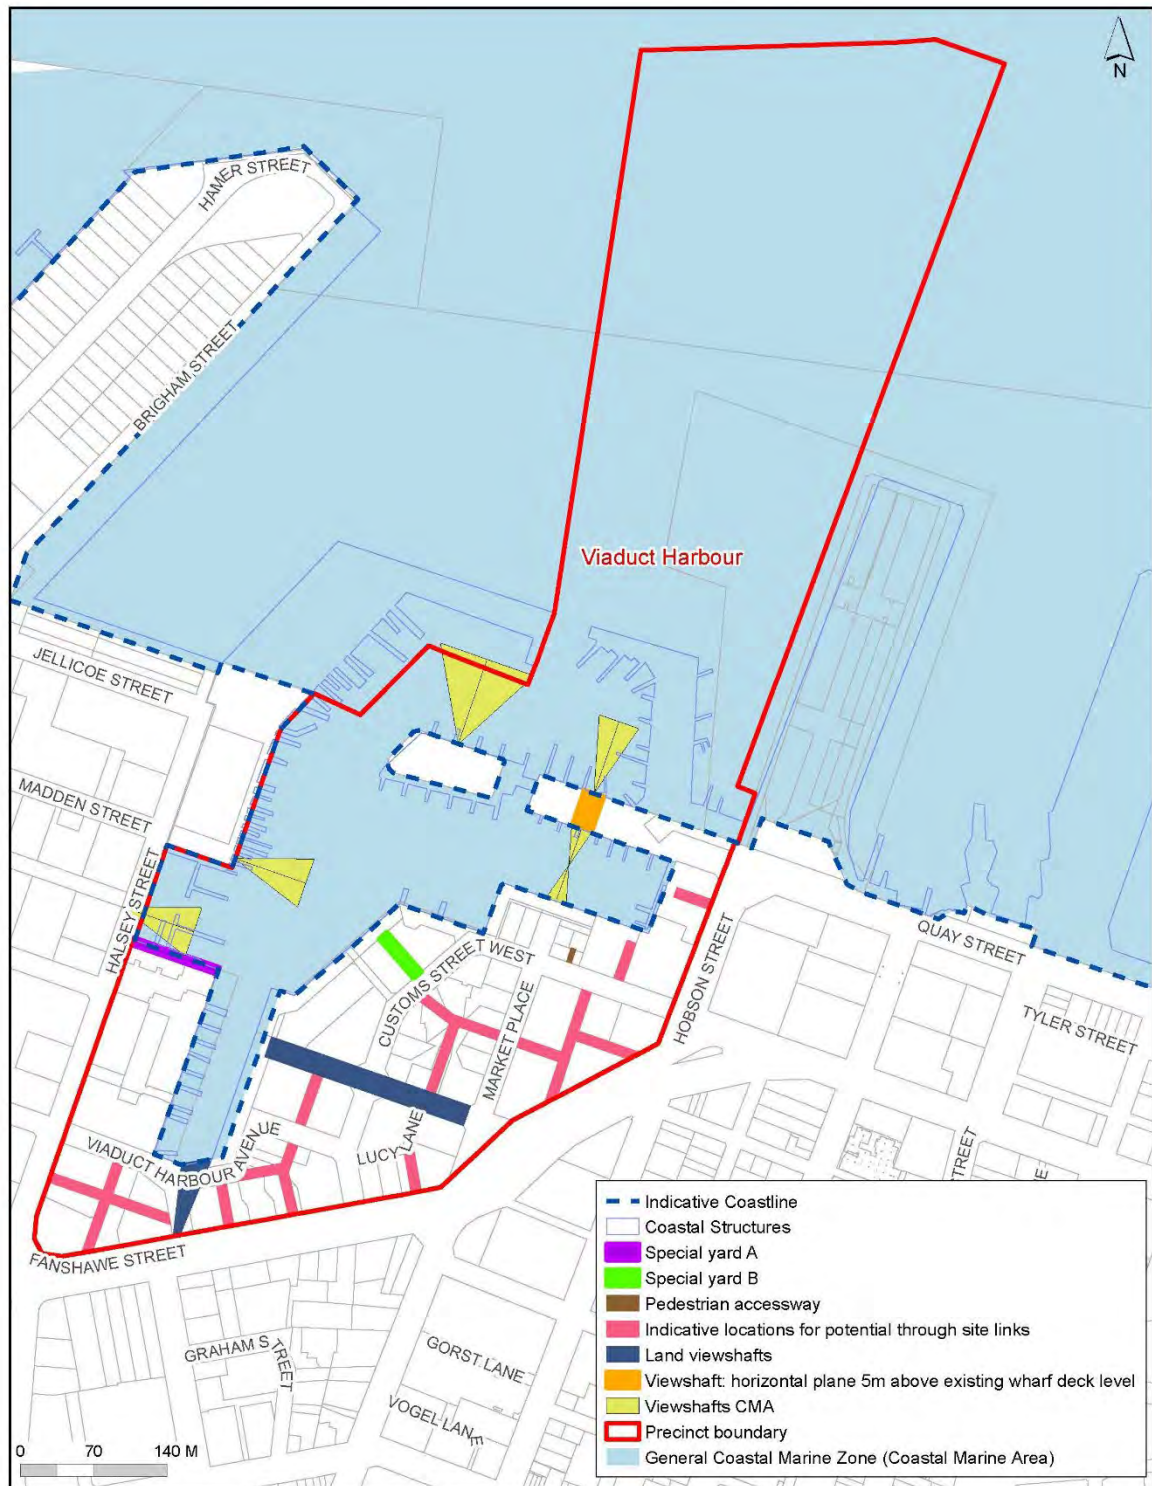 N
HAMER STREET
BRIGHAM STREET
Viaduct Harbour
JELLICOE STREET
MADDEN STREET
HALSEY STREET
CUSTOMS STREET WEST
MARKET PLACE
HOBSON STREET
QUAY STREET
TYLER STREET
VIADUCT HARBOUR AVENUE
LUCY LANE
STREET
FANSHAWE STREET
GRAHAM STREET
GORST LANE
VOGEL LANE
0 70 140 M
Indicative Coastline
Coastal Structures
Special yard A
Special yard B
Pedestrian accessway
Indicative locations for potential through site links
Land viewshafts
Viewshaft: horizontal plane 5m above existing wharf deck level
Viewshafts CMA
Precinct boundary
General Coastal Marine Zone (Coastal Marine Area)